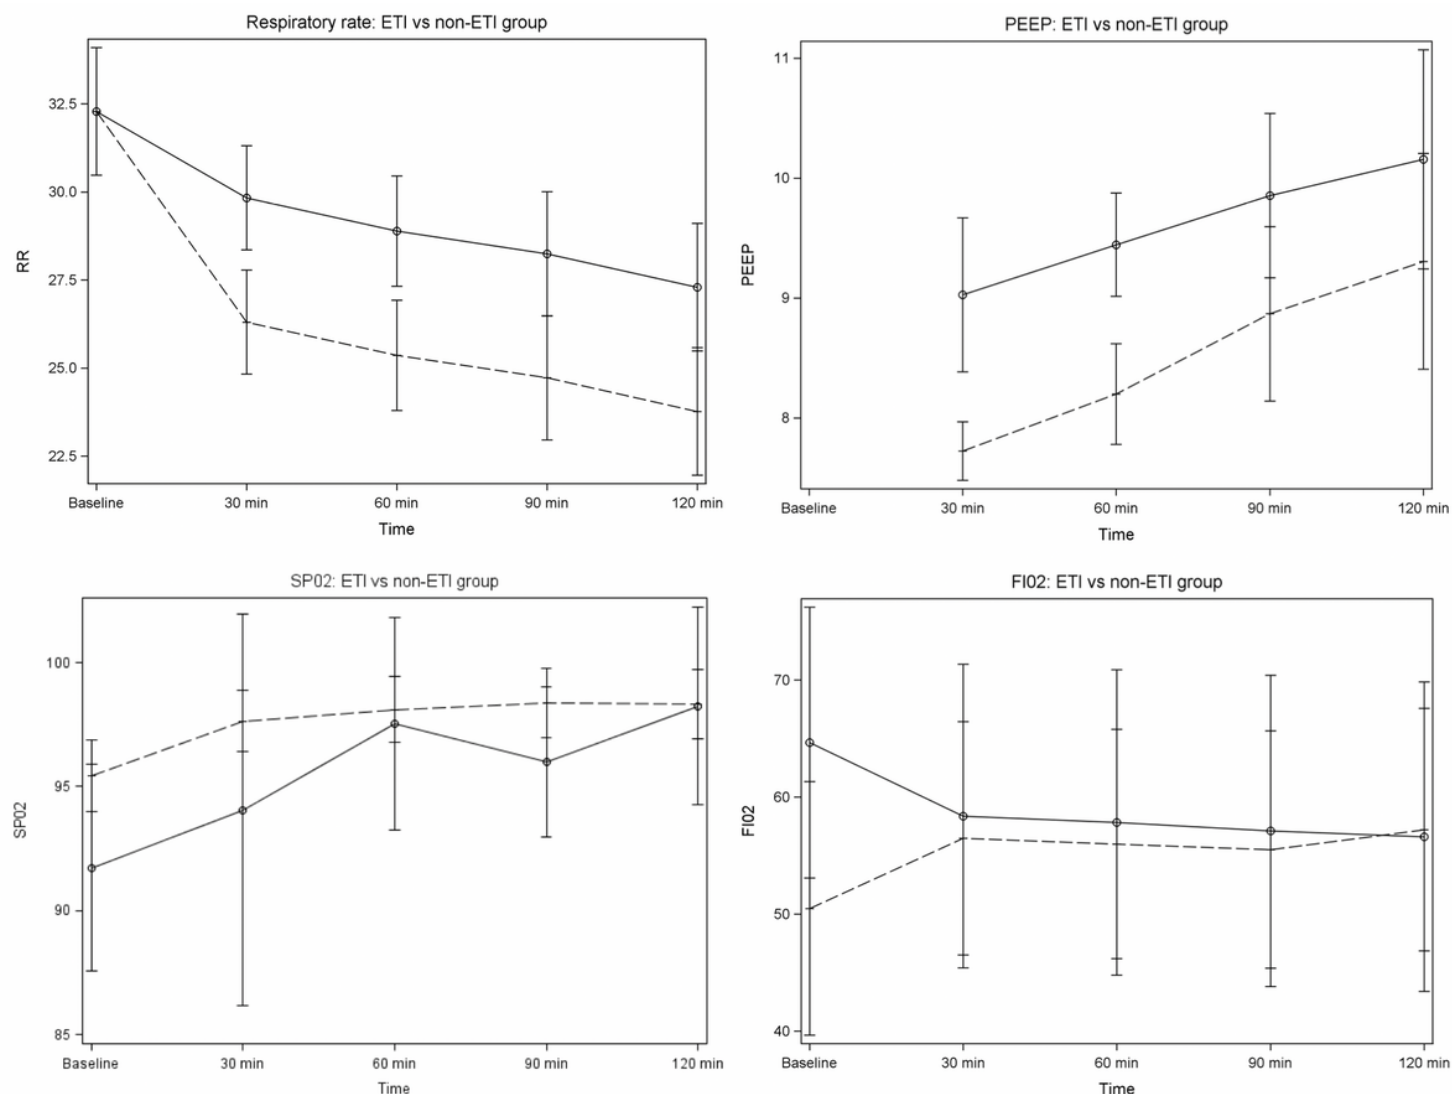 Respiratory rate: ETI vs non-ETI group
32.5
30.0
27.5
25.0
22.5
RR
Baseline 30 min 60 min 90 min 120 min
Time
PEEP: ETI vs non-ETI group
11
10
9
8
PEEP
Baseline 30 min 60 min 90 min 120 min
Time
SP02: ETI vs non-ETI group
100
95
90
85
SP02
Baseline 30 min 60 min 90 min 120 min
Time
FI02: ETI vs non-ETI group
70
60
50
40
FI02
Baseline 30 min 60 min 90 min 120 min
Time